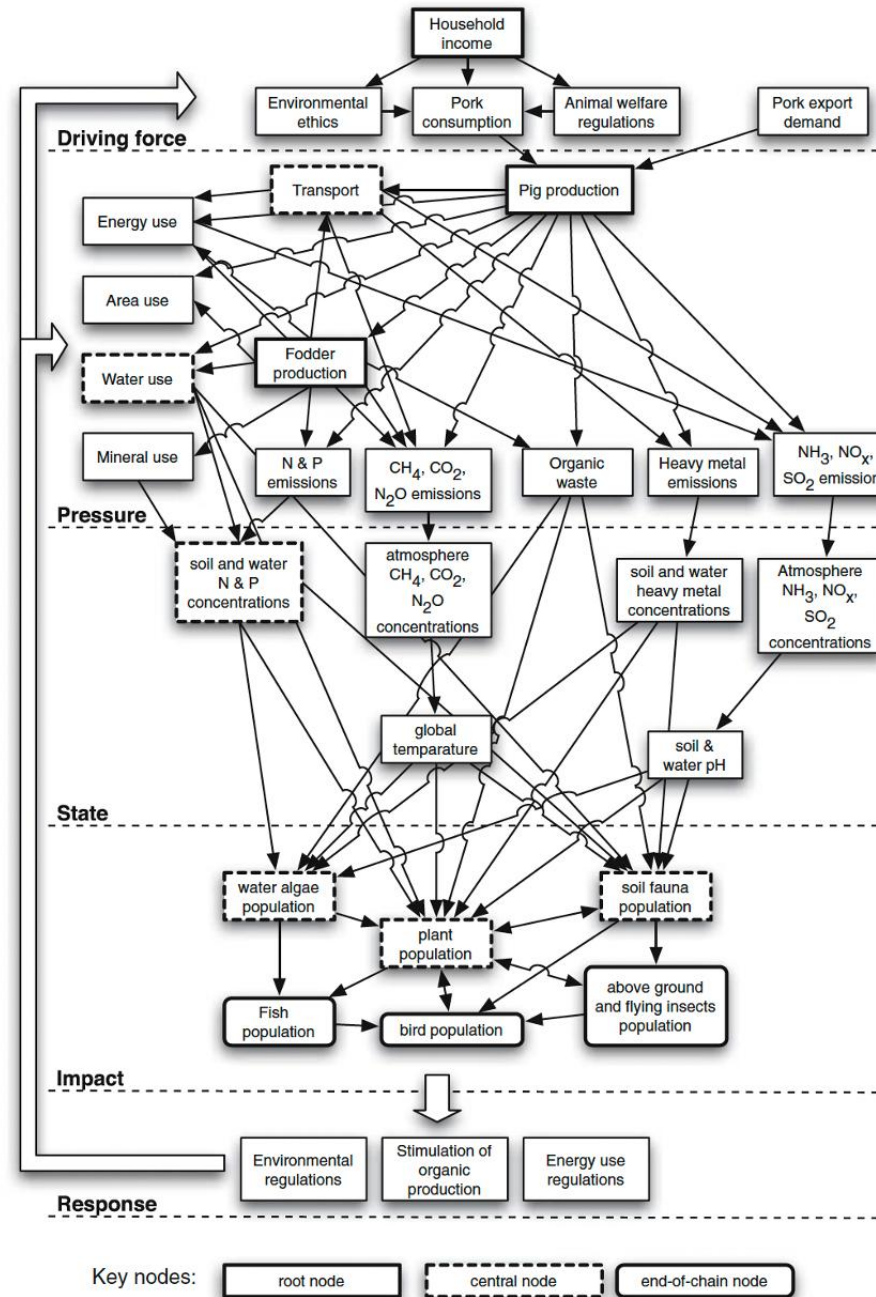 Household
income
Environmental
ethics
Pork
consumption
Animal welfare
regulations
Pork export
demand
Driving force
Transport
Pig production
Energy use
Area use
Fodder
production
Water use
Mineral use
N & P
emissions
CH4, CO2,
N2O emissions
Organic
waste
Heavy metal
emissions
NH3, NOx,
SO2 emission
Pressure
soil and water
N & P
concentrations
atmosphere
CH4, CO2,
N2O
concentrations
soil and water
heavy metal
concentrations
Atmosphere
NH3, NOx,
SO2
concentrations
global
temparature
soil &
water pH
State
water algae
population
soil fauna
population
plant
population
Fish
population
bird population
above ground
and flying insects
population
Impact
Environmental
regulations
Stimulation of
organic
production
Energy use
regulations
Response
Key nodes:
root node
central node
end-of-chain node